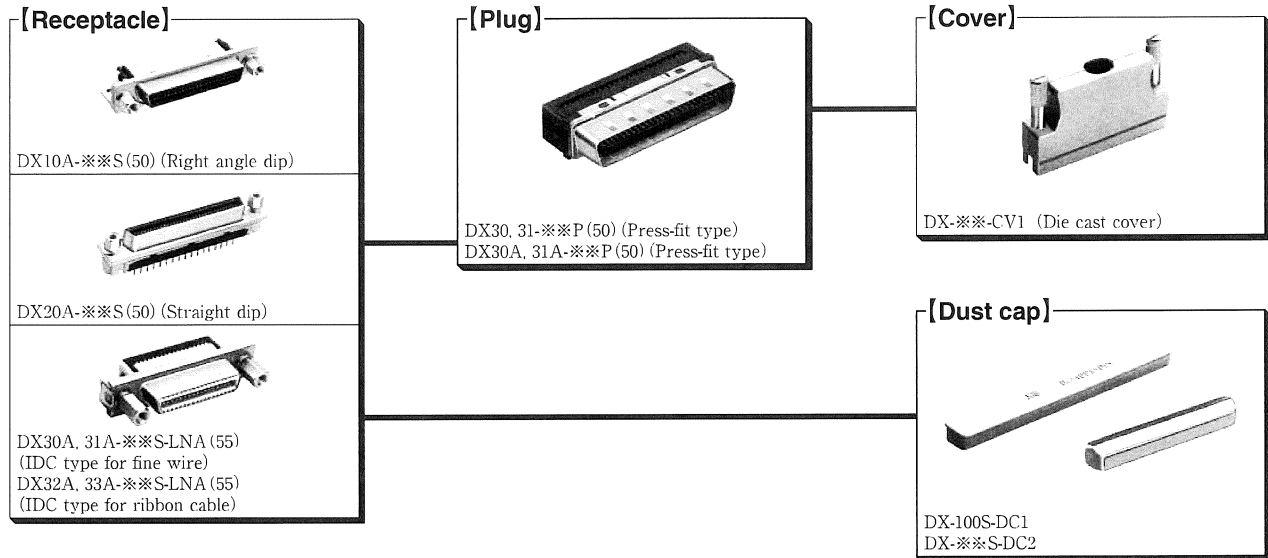 【Receptacle】
DX10A-※※S(50) (Right angle dip)
DX20A-※※S(50) (Straight dip)
DX30A, 31A-※※S-LNA(55)
(IDC type for fine wire)
DX32A, 33A-※※S-LNA(55)
(IDC type for ribbon cable)
【Plug】
DX30, 31-※※P(50) (Press-fit type)
DX30A, 31A-※※P(50) (Press-fit type)
【Cover】
DX-※※-CV1 (Die cast cover)
【Dust cap】
DX-100S-DC1
DX-※※S-DC2